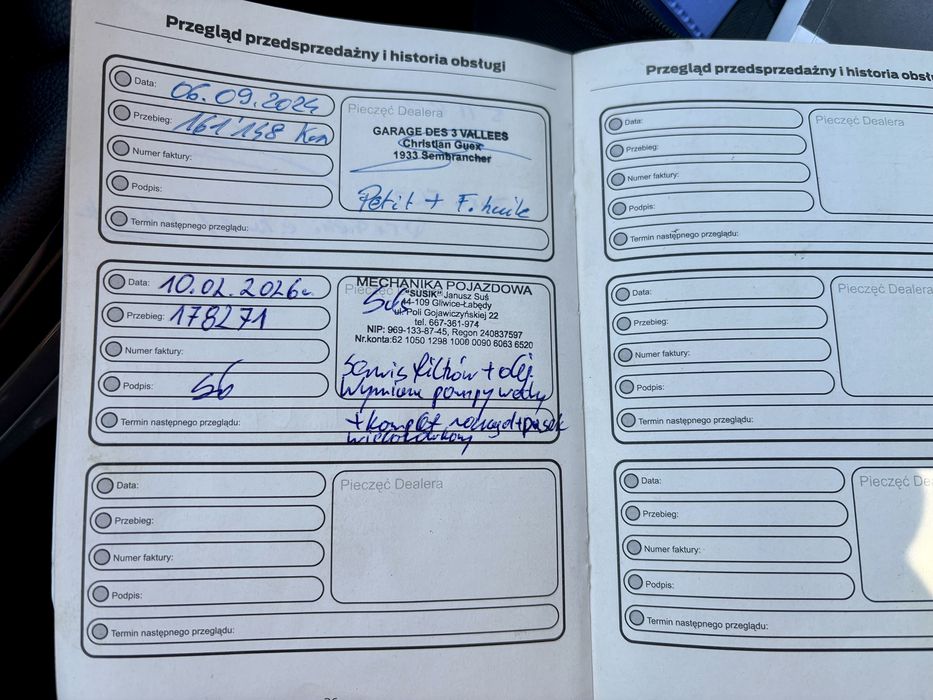 Przegląd przedsprzedażny i historia obsługi
Data: 06.09.2024
Przebieg: 161'148 Km
Numer faktury:
Podpis:
Termin następnego przeglądu:
Pieczęć Dealera
GARAGE DES 3 VALLEES
Christian Guex
1933 Sembrancher
Petit + F. huile
Data: 10.02.2026r.
Przebieg: 178271
Numer faktury:
Podpis:
Termin następnego przeglądu:
MECHANIKA POJAZDOWA
"SUSIK" Janusz Suś
44-109 Gliwice-Łabędy
ul. Poli Gojawiczyńskiej 22
tel. 667-361-974
NIP: 969-133-87-45, Regon 240837597
Nr.konta:62 1050 1298 1000 0090 6063 6520
Serwis filtrów + olej.
Wymiana pompy wody
+ komplet rozrząd + pasek
wielorowkowy
Data:
Przebieg:
Numer faktury:
Podpis:
Termin następnego przeglądu:
Pieczęć Dealera
Przegląd przedsprzedażny i historia obsł
Data:
Przebieg:
Numer faktury:
Podpis:
Termin następnego przeglądu:
Pieczęć Dealera
Data:
Przebieg:
Numer faktury:
Podpis:
Termin następnego przeglądu:
Pieczęć Dealera
Data:
Przebieg:
Numer faktury:
Podpis:
Termin następnego przeglądu:
Pieczęć De